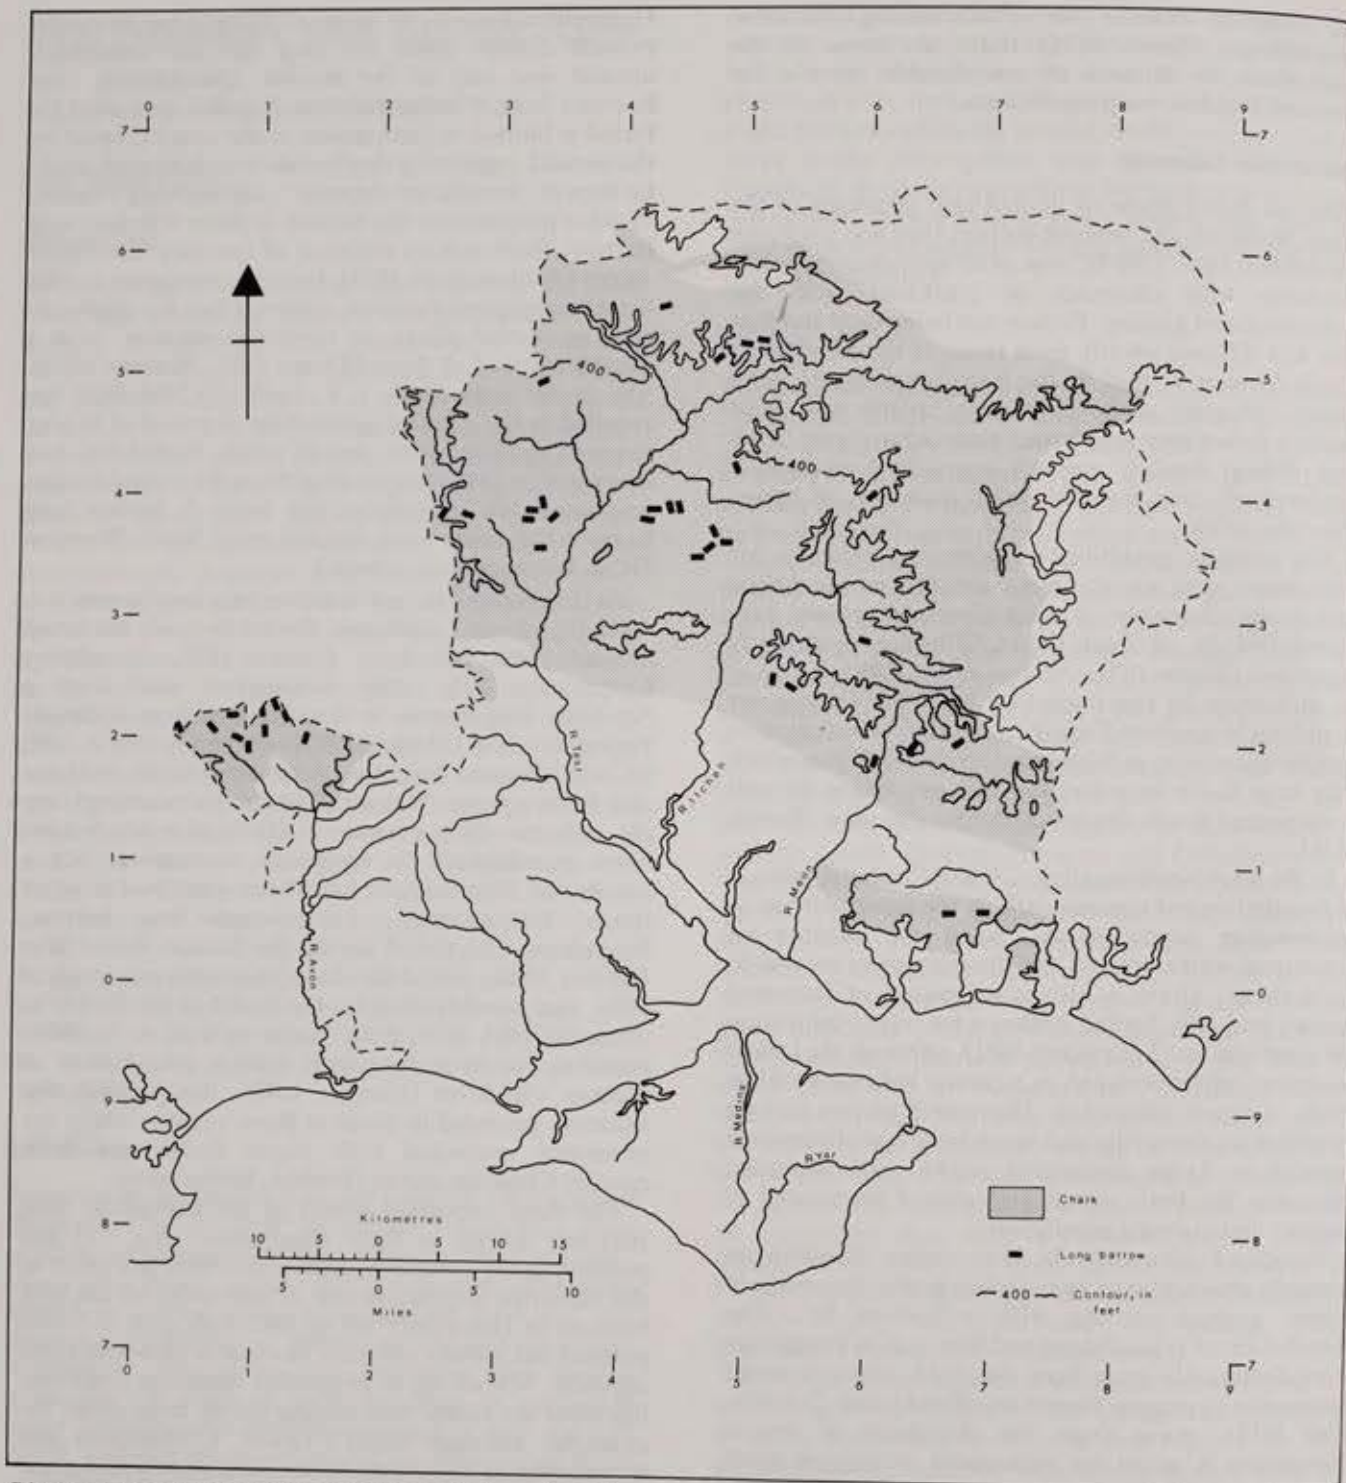 0 1 2 3 4 5 6 7 8 9
7 7
6 6
5 5
400
4 4
400
3 3
2 2
R Test
R Itchen
1 1
R Meon
R Avon
0 0
9 9
R Medina
R Yar
Chalk
8 8
Kilometres
10 5 0 5 10 15
Long barrow
5 0 5 10
Miles
400 Contour, in
feet
7 7
0 1 2 3 4 5 6 7 8 9